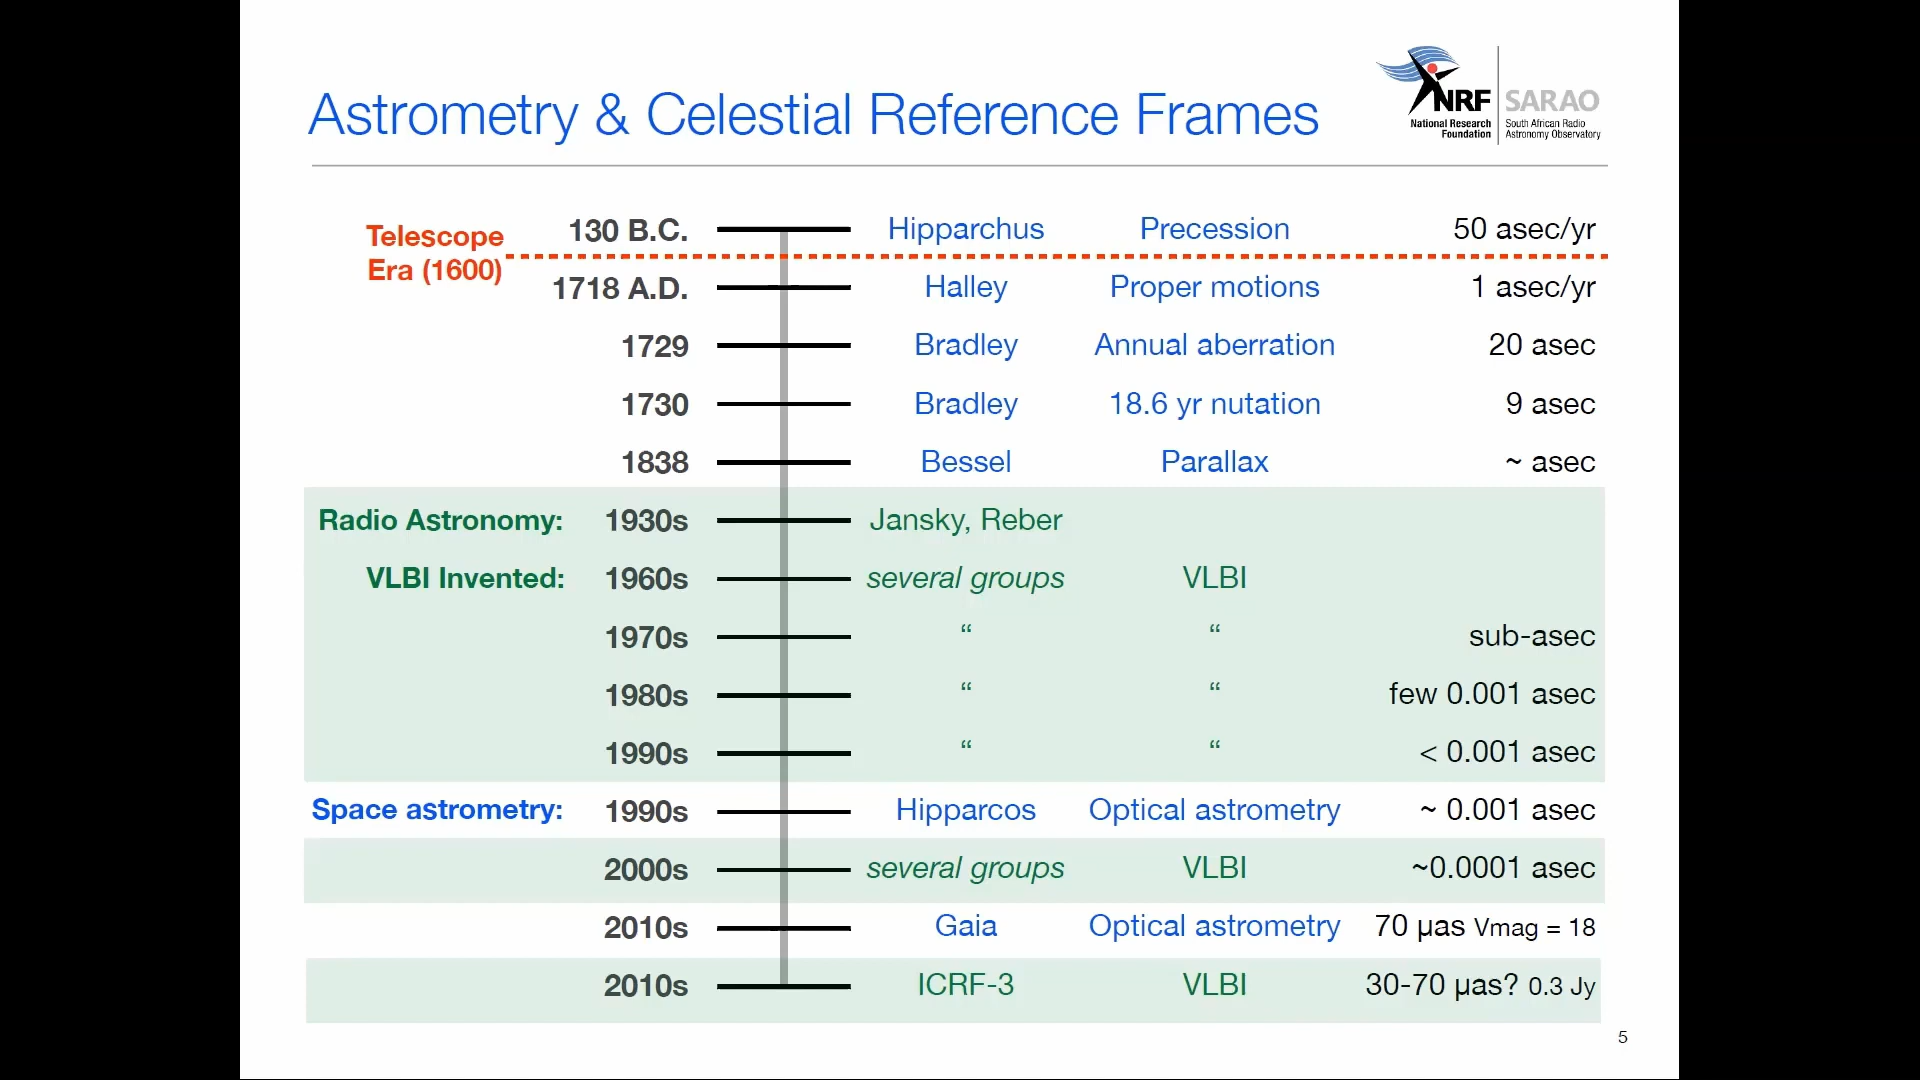 Astrometry & Celestial Reference Frames
NRF
National Research
Foundation
SARAO
South African Radio
Astronomy Observatory
Telescope
Era (1600)
130 B.C. Hipparchus Precession 50 asec/yr
1718 A.D. Halley Proper motions 1 asec/yr
1729 Bradley Annual aberration 20 asec
1730 Bradley 18.6 yr nutation 9 asec
1838 Bessel Parallax ~ asec
Radio Astronomy: 1930s Jansky, Reber
VLBI Invented: 1960s several groups VLBI
1970s “ “ sub-asec
1980s “ “ few 0.001 asec
1990s “ “ < 0.001 asec
Space astrometry: 1990s Hipparcos Optical astrometry ~ 0.001 asec
2000s several groups VLBI ~0.0001 asec
2010s Gaia Optical astrometry 70 µas Vmag = 18
2010s ICRF-3 VLBI 30-70 µas? 0.3 Jy
5